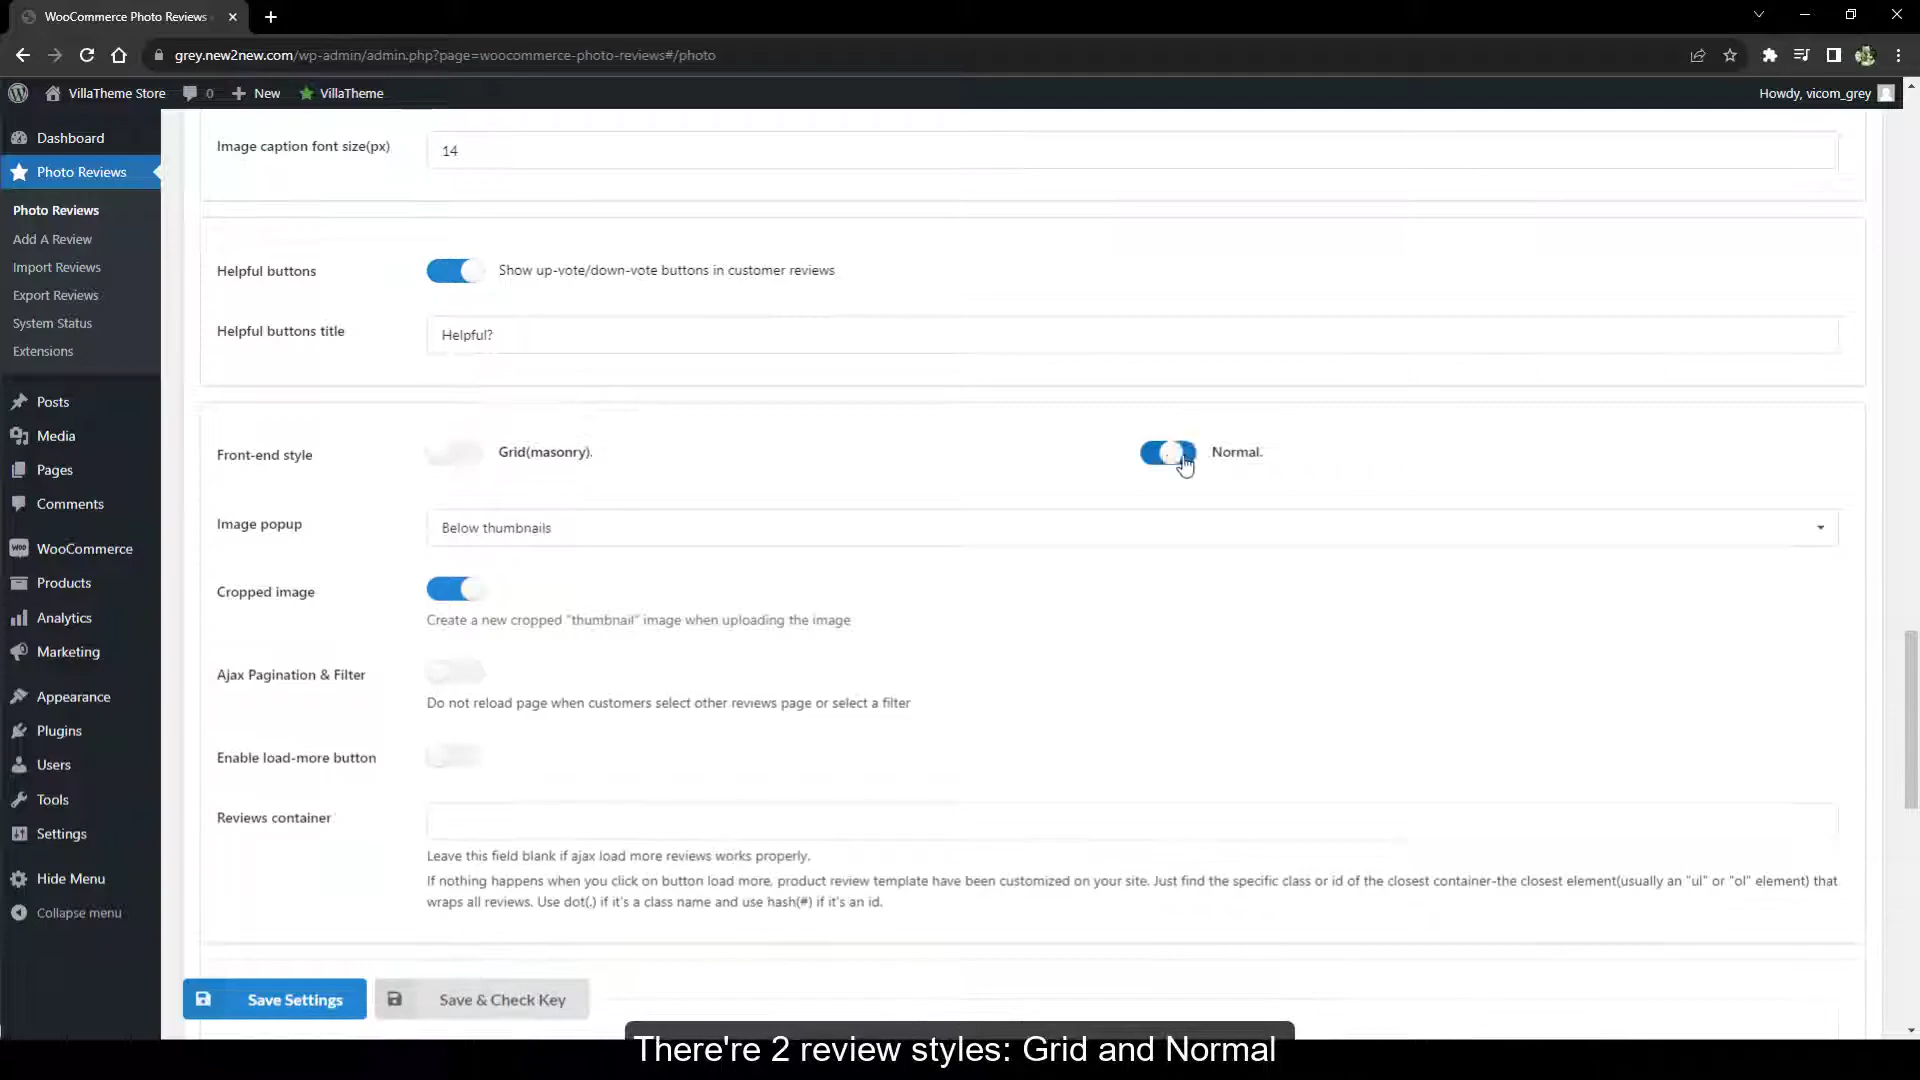 WooCommerce Photo Reviews
grey.new2new.com/wp-admin/admin.php?page=woocommerce-photo-reviews#/photo
VillaTheme Store
0
New
VillaTheme
Howdy, vicom_grey
Dashboard
Photo Reviews
Photo Reviews
Add A Review
Import Reviews
Export Reviews
System Status
Extensions
Posts
Media
Pages
Comments
WooCommerce
Products
Analytics
Marketing
Appearance
Plugins
Users
Tools
Settings
Hide Menu
Collapse menu
Image caption font size(px)
14
Helpful buttons
Show up-vote/down-vote buttons in customer reviews
Helpful buttons title
Helpful?
Front-end style
Grid(masonry).
Normal.
Image popup
Below thumbnails
Cropped image
Create a new cropped "thumbnail" image when uploading the image
Ajax Pagination & Filter
Do not reload page when customers select other reviews page or select a filter
Enable load-more button
Reviews container
Leave this field blank if ajax load more reviews works properly.
If nothing happens when you click on button load more, product review template have been customized on your site. Just find the specific class or id of the closest container-the closest element(usually an "ul" or "ol" element) that
wraps all reviews. Use dot(.) if it's a class name and use hash(#) if it's an id.
Save Settings
Save & Check Key
There're 2 review styles: Grid and Normal